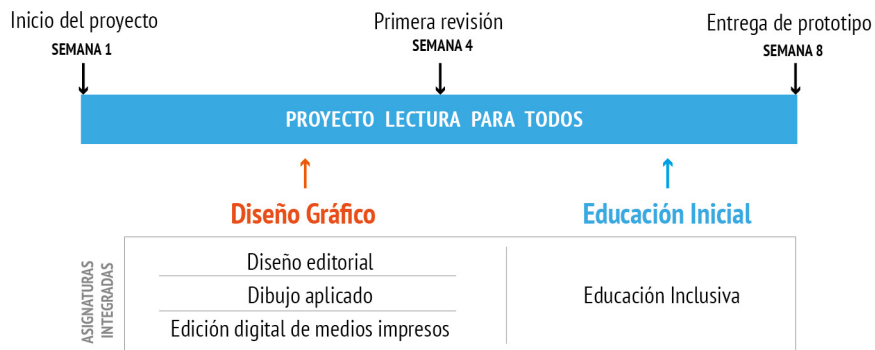 Inicio del proyecto
SEMANA 1
Primera revisión
SEMANA 4
Entrega de prototipo
SEMANA 8
PROYECTO LECTURA PARA TODOS
Diseño Gráfico
Educación Inicial
ASIGNATURAS
INTEGRADAS
Diseño editorial
Dibujo aplicado
Edición digital de medios impresos
Educación Inclusiva